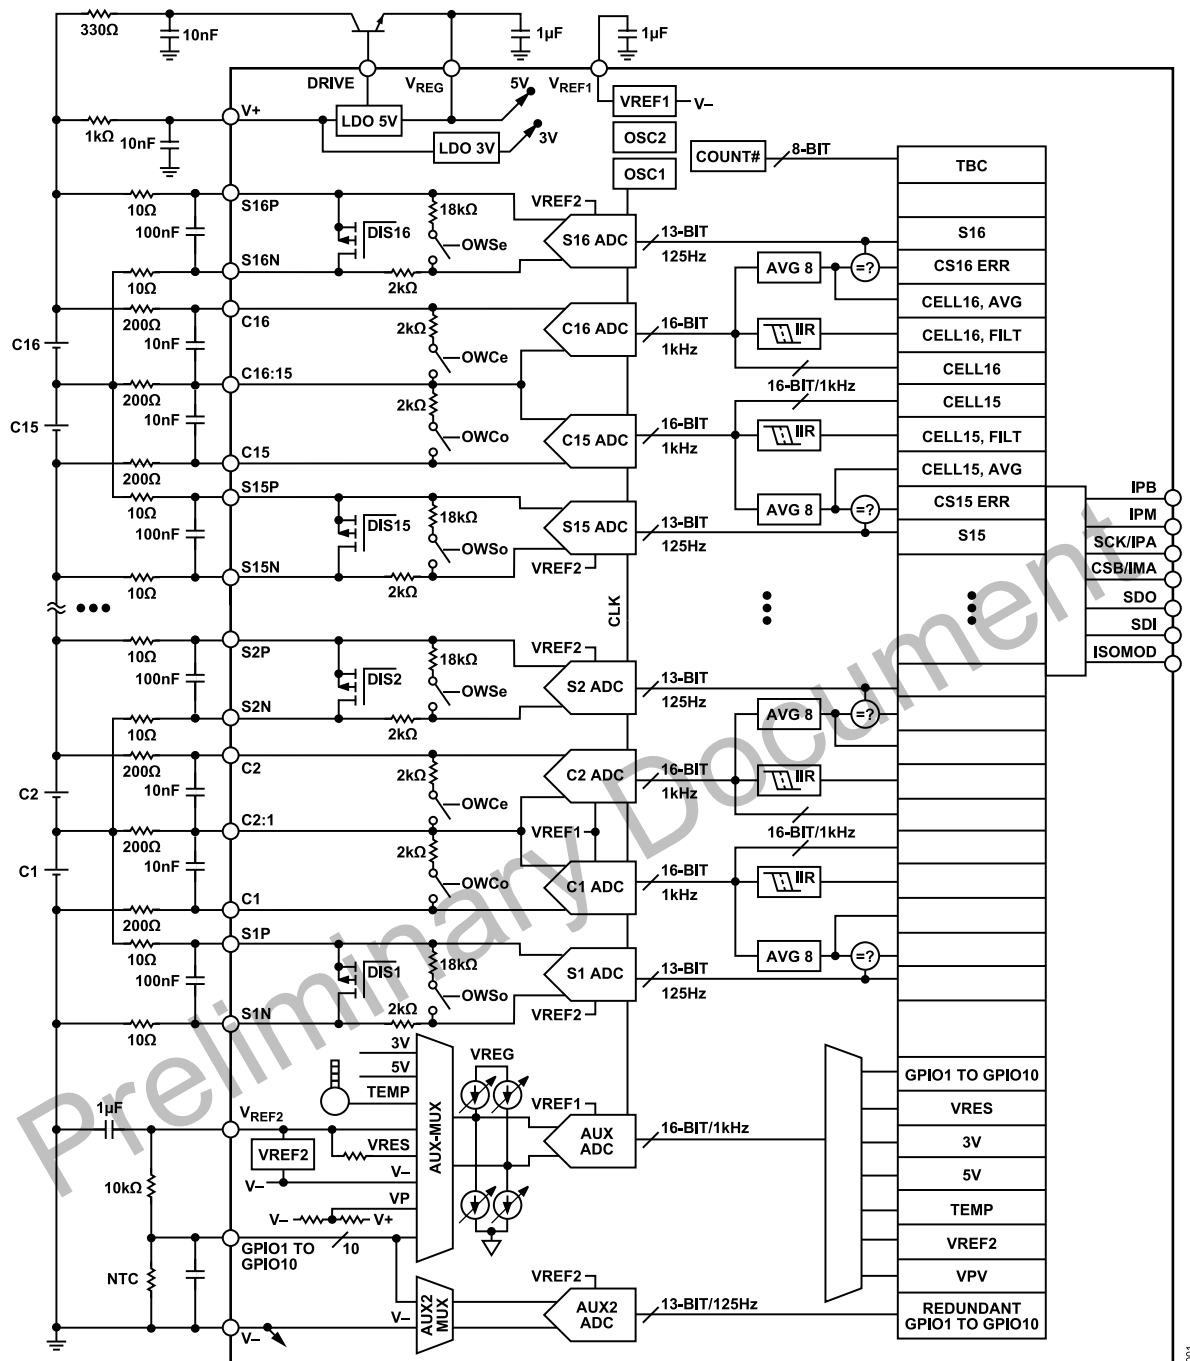 330Ω
10nF
1µF
1µF
DRIVE
VREG
5V
VREF1
V+
1kΩ
10nF
LDO 5V
LDO 3V
3V
VREF1
V–
OSC2
OSC1
COUNT#
8-BIT
TBC
S16P
10Ω
100nF
DIS16
18kΩ
OWSe
VREF2
S16 ADC
13-BIT
125Hz
S16
S16N
10Ω
2kΩ
AVG 8
=?
CS16 ERR
CELL16, AVG
C16
200Ω
10nF
2kΩ
OWCe
C16 ADC
16-BIT
1kHz
IIR
CELL16, FILT
C16
CELL16
C16:15
200Ω
16-BIT/1kHz
CELL15
10nF
2kΩ
OWCo
C15
C15 ADC
16-BIT
1kHz
IIR
CELL15, FILT
C15
200Ω
CELL15, AVG
S15P
10Ω
100nF
DIS15
18kΩ
OWSo
S15 ADC
VREF2
13-BIT
125Hz
AVG 8
=?
CS15 ERR
S15
S15N
10Ω
2kΩ
IPB
IPM
SCK/IPA
CSB/IMA
SDO
SDI
ISOMOD
CLK
S2P
10Ω
100nF
DIS2
18kΩ
OWSe
VREF2
S2 ADC
13-BIT
125Hz
S2N
10Ω
2kΩ
AVG 8
=?
C2
200Ω
10nF
2kΩ
OWCe
C2 ADC
16-BIT
1kHz
IIR
C2
C2:1
200Ω
VREF1
16-BIT/1kHz
10nF
2kΩ
OWCo
C1
C1 ADC
16-BIT
1kHz
IIR
C1
200Ω
S1P
10Ω
100nF
DIS1
18kΩ
OWSo
S1 ADC
VREF2
13-BIT
125Hz
AVG 8
=?
S1N
10Ω
2kΩ
3V
5V
TEMP
VREG
AUX-MUX
1µF
VREF2
VREF2
VRES
V–
V–
VP
V–
V+
VREF1
AUX
ADC
16-BIT/1kHz
10kΩ
GPIO1 TO
GPIO10
10
NTC
V–
V–
AUX2
MUX
VREF2
AUX2
ADC
13-BIT/125Hz
GPIO1 TO GPIO10
VRES
3V
5V
TEMP
VREF2
VPV
REDUNDANT
GPIO1 TO GPIO10
001
Preliminary Document